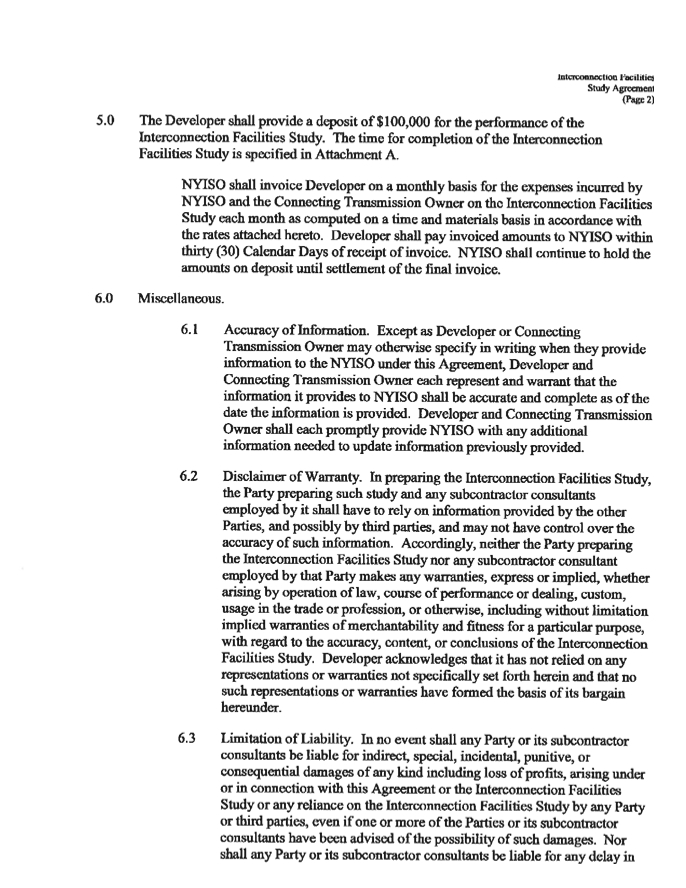 Interconnection Facilities
Study Agreement
(Page 2)
5.0 The Developer shall provide a deposit of $100,000 for the performance of the
Interconnection Facilities Study. The time for completion of the Interconnection
Facilities Study is specified in Attachment A.
NYISO shall invoice Developer on a monthly basis for the expenses incurred by
NYISO and the Connecting Transmission Owner on the Interconnection Facilities
Study each month as computed on a time and materials basis in accordance with
the rates attached hereto. Developer shall pay invoiced amounts to NYISO within
thirty (30) Calendar Days of receipt of invoice. NYISO shall continue to hold the
amounts on deposit until settlement of the final invoice.
6.0 Miscellaneous.
6.1 Accuracy of Information. Except as Developer or Connecting
Transmission Owner may otherwise specify in writing when they provide
information to the NYISO under this Agreement, Developer and
Connecting Transmission Owner each represent and warrant that the
information it provides to NYISO shall be accurate and complete as of the
date the information is provided. Developer and Connecting Transmission
Owner shall each promptly provide NYISO with any additional
information needed to update information previously provided.
6.2 Disclaimer of Warranty. In preparing the Interconnection Facilities Study,
the Party preparing such study and any subcontractor consultants
employed by it shall have to rely on information provided by the other
Parties, and possibly by third parties, and may not have control over the
accuracy of such information. Accordingly, neither the Party preparing
the Interconnection Facilities Study nor any subcontractor consultant
employed by that Party makes any warranties, express or implied, whether
arising by operation of law, course of performance or dealing, custom,
usage in the trade or profession, or otherwise, including without limitation
implied warranties of merchantability and fitness for a particular purpose,
with regard to the accuracy, content, or conclusions of the Interconnection
Facilities Study. Developer acknowledges that it has not relied on any
representations or warranties not specifically set forth herein and that no
such representations or warranties have formed the basis of its bargain
hereunder.
6.3 Limitation of Liability. In no event shall any Party or its subcontractor
consultants be liable for indirect, special, incidental, punitive, or
consequential damages of any kind including loss of profits, arising under
or in connection with this Agreement or the Interconnection Facilities
Study or any reliance on the Interconnection Facilities Study by any Party
or third parties, even if one or more of the Parties or its subcontractor
consultants have been advised of the possibility of such damages. Nor
shall any Party or its subcontractor consultants be liable for any delay in